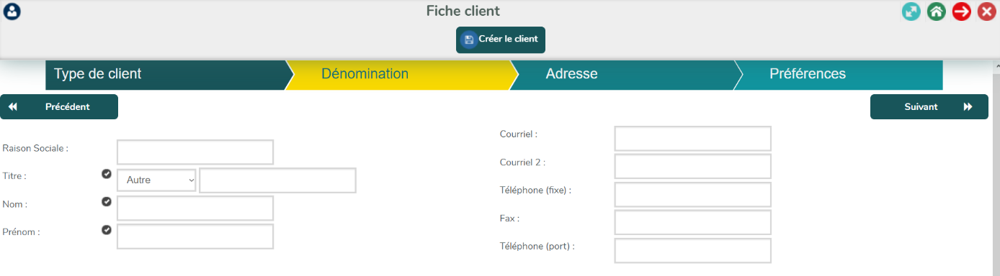 Fiche client
Créer le client
Type de client
Dénomination
Adresse
Préférences
Précédent
Suivant
Raison Sociale :
Titre :
Autre
Nom :
Prénom :
Courriel :
Courriel 2 :
Téléphone (fixe) :
Fax :
Téléphone (port) :